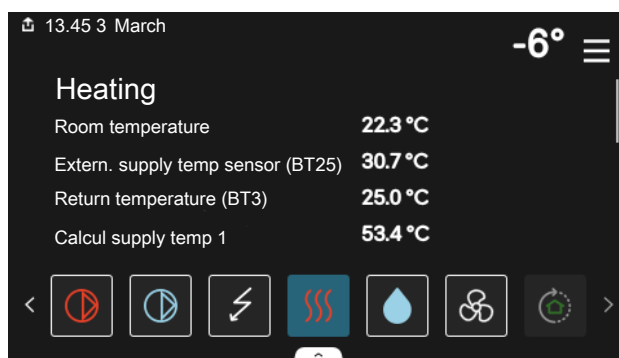 13.45 3 March
-6°
Heating
Room temperature 22.3 °C
Extern. supply temp sensor (BT25) 30.7 °C
Return temperature (BT3) 25.0 °C
Calcul supply temp 1 53.4 °C